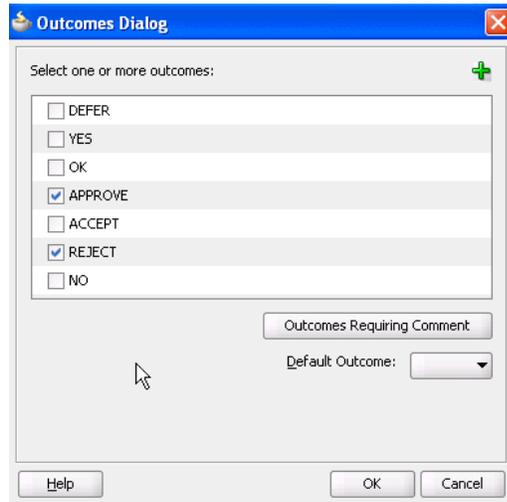 Outcomes Dialog
Select one or more outcomes:
DEFER
YES
OK
APPROVE
ACCEPT
REJECT
NO
Outcomes Requiring Comment
Default Outcome:
Help OK Cancel